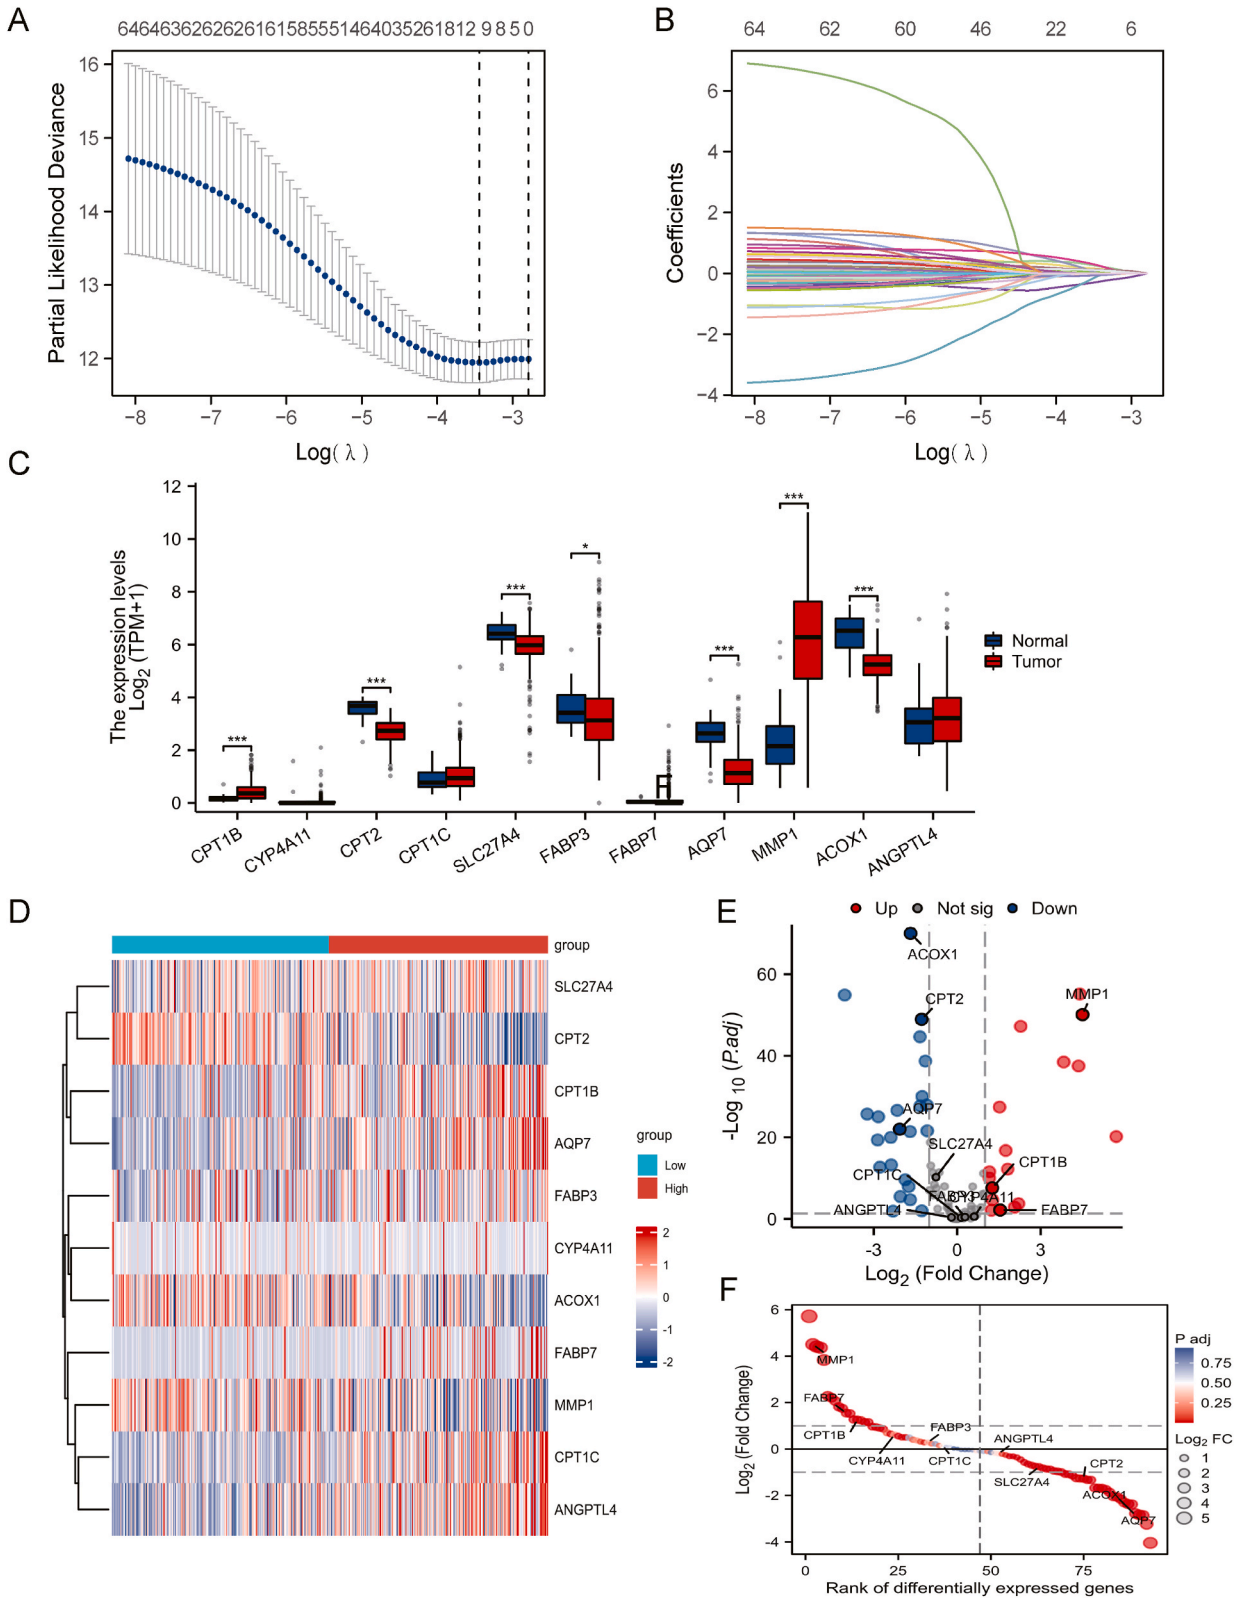 A
64646362626261615855514640352618129850
16
15
14
13
12
Partial Likelihood Deviance
−8 −7 −6 −5 −4 −3
Log( λ )
B
64 62 60 46 22 6
6
4
2
0
−2
−4
Coefficients
−8 −7 −6 −5 −4 −3
Log( λ )
C
The expression levels
Log2 (TPM+1)
12
10
8
6
4
2
0
***
***
***
*
***
***
***
Normal
Tumor
CPT1B CYP4A11 CPT2 CPT1C SLC27A4 FABP3 FABP7 AQP7 MMP1 ACOX1 ANGPTL4
D
group
SLC27A4
CPT2
CPT1B
AQP7
FABP3
CYP4A11
ACOX1
FABP7
MMP1
CPT1C
ANGPTL4
group
Low
High
2
1
0
-1
-2
E
Up Not sig Down
60
40
20
0
-Log 10 (P.adj)
ACOX1
CPT2
MMP1
AQP7
SLC27A4
CPT1C
CPT1B
FABP3
CYP4A11
ANGPTL4
FABP7
-3 0 3
Log2 (Fold Change)
F
6
4
2
0
-2
-4
Log2 (Fold Change)
MMP1
FABP7
CPT1B
FABP3
CYP4A11
CPT1C
ANGPTL4
SLC27A4
CPT2
ACOX1
AQP7
0 25 50 75
Rank of differentially expressed genes
P adj
0.75
0.50
0.25
Log2 FC
1
2
3
4
5